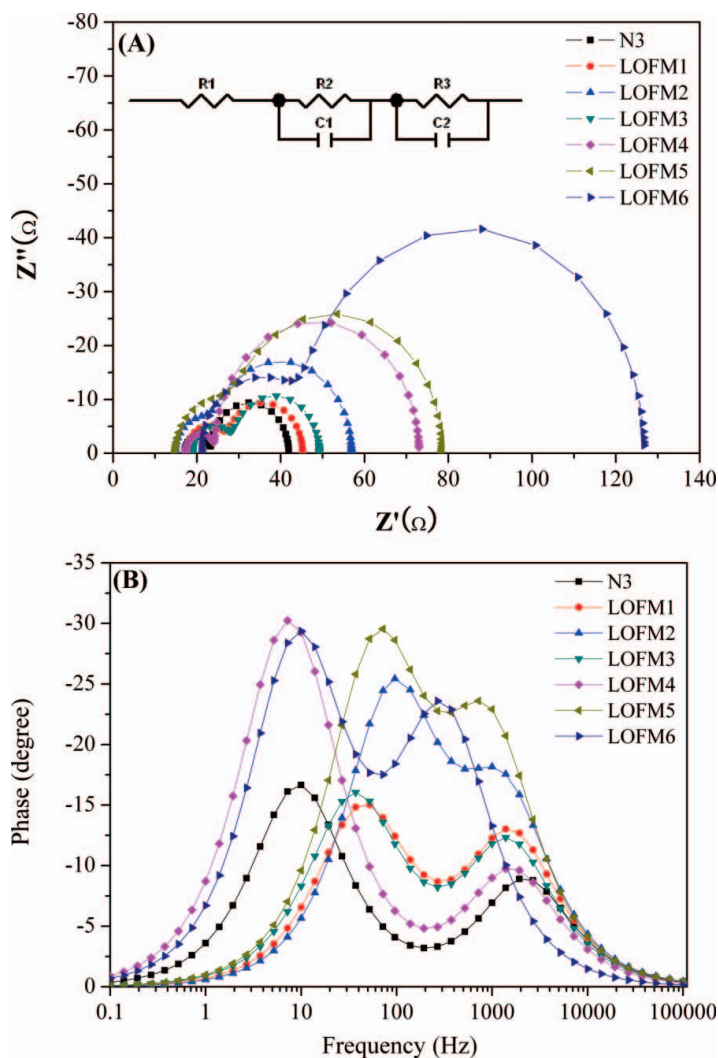 (A)
R1
R2
R3
C1
C2
N3
LOFM1
LOFM2
LOFM3
LOFM4
LOFM5
LOFM6
-80
-70
-60
-50
-40
-30
-20
-10
0
Z''(Ω)
0
20
40
60
80
100
120
140
Z'(Ω)
(B)
N3
LOFM1
LOFM2
LOFM3
LOFM4
LOFM5
LOFM6
-35
-30
-25
-20
-15
-10
-5
0
Phase (degree)
0.1
1
10
100
1000
10000
100000
Frequency (Hz)